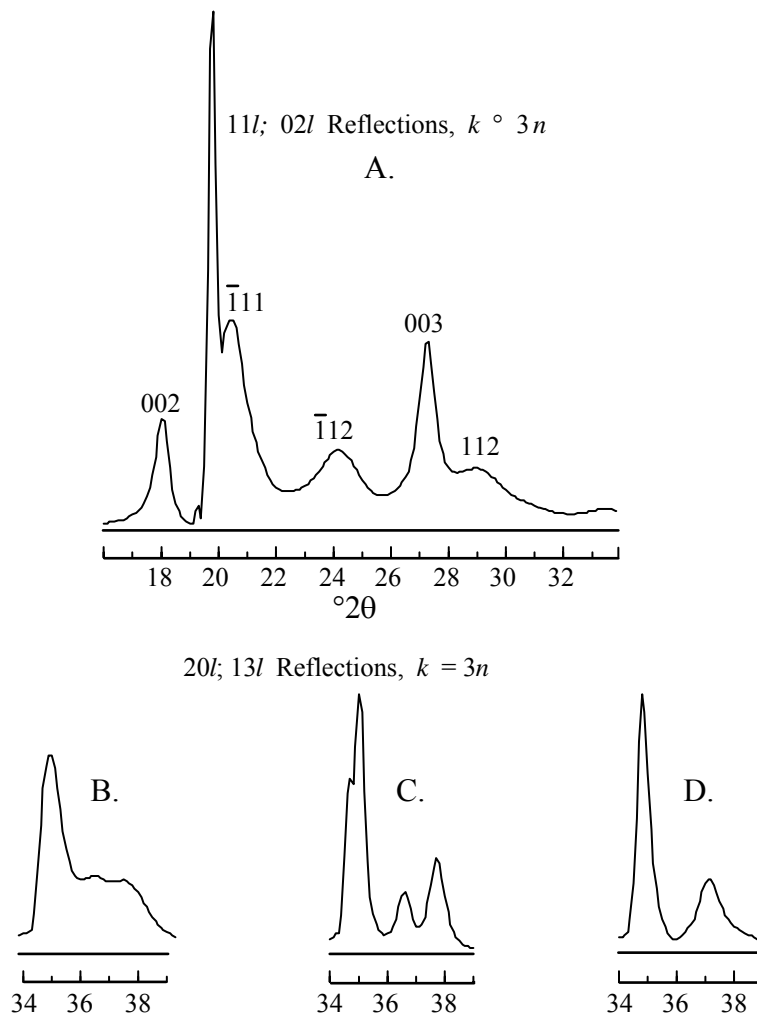 11l; 02l Reflections, k ° 3n
A.
1̅11
003
002
1̅12
112
18 20 22 24 26 28 30 32
°2θ
20l; 13l Reflections, k = 3n
B.
C.
D.
34 36 38
34 36 38
34 36 38